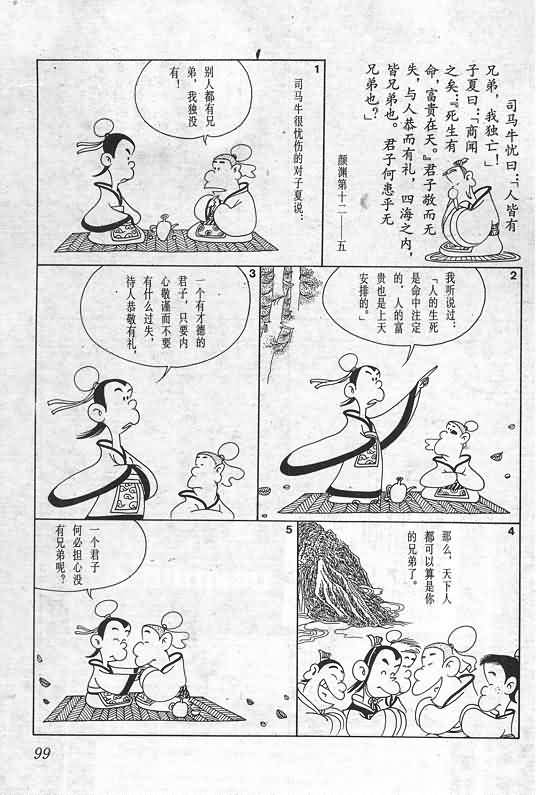 司马牛忧曰：「人皆有
兄弟，我独亡！」
子夏曰：「商闻
之矣：『死生有
命，富贵在天。』君子敬而无
失，与人恭而有礼，四海之内，
皆兄弟也。君子何患乎无
兄弟也？」
颜渊第十二——五
1
司马牛很忧伤的对子夏说：
别人都有兄
弟，我独没
有！
2
我听说过：
「人的生死
是命中注定
的，人的富
贵也是上天
安排的。」
3
一个有才德的
君子，只要内
心敬谨而不要
有什么过失，
待人恭敬有礼，
4
那么，天下人
都可以算是你
的兄弟了。
5
一个君子
何必担心没
有兄弟呢？
99